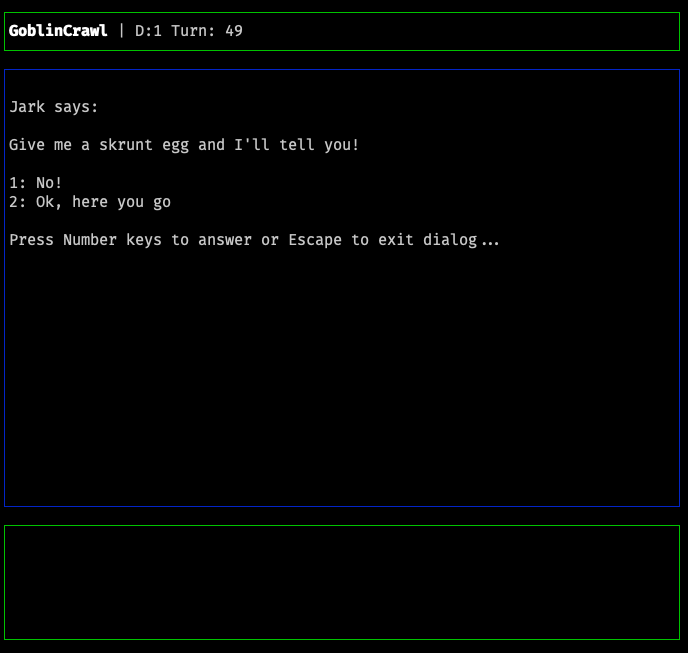 GoblinCrawl | D:1 Turn: 49
Jark says:
Give me a skrunt egg and I'll tell you!
1: No!
2: Ok, here you go
Press Number keys to answer or Escape to exit dialog...